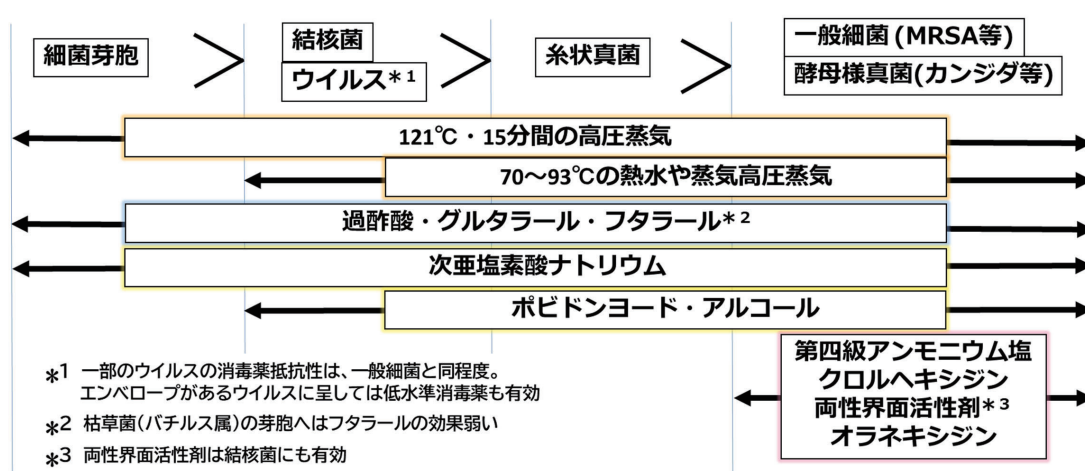 細菌芽胞
結核菌
ウイルス*1
糸状真菌
一般細菌(MRSA等)
酵母様真菌(カンジダ等)
121℃・15分間の高圧蒸気
70～93℃の熱水や蒸気高圧蒸気
過酢酸・グルタラール・フタラール*2
次亜塩素酸ナトリウム
ポビドンヨード・アルコール
第四級アンモニウム塩
クロルヘキシジン
両性界面活性剤*3
オラネキシジン
*1 一部のウイルスの消毒薬抵抗性は、一般細菌と同程度。
エンベロープがあるウイルスに呈しては低水準消毒薬も有効
*2 枯草菌(バチルス属)の芽胞へはフタラールの効果弱い
*3 両性界面活性剤は結核菌にも有効